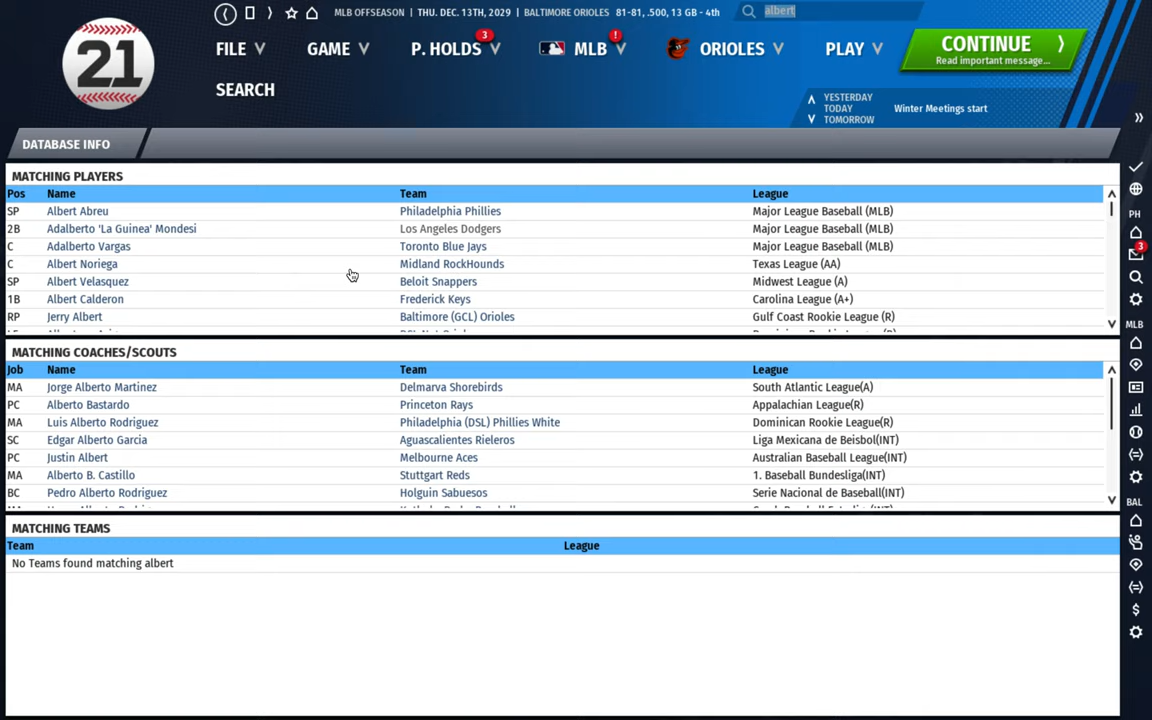 MLB OFFSEASON | THU. DEC. 13TH, 2029 | BALTIMORE ORIOLES 81-81, .500, 13 GB - 4th
albert
21
FILE
GAME
P. HOLDS
3
MLB
!
ORIOLES
PLAY
CONTINUE
Read important message...
SEARCH
YESTERDAY
TODAY
TOMORROW
Winter Meetings start
DATABASE INFO
MATCHING PLAYERS
Pos Name Team League
SP Albert Abreu Philadelphia Phillies Major League Baseball (MLB)
2B Adalberto 'La Guinea' Mondesi Los Angeles Dodgers Major League Baseball (MLB)
C Adalberto Vargas Toronto Blue Jays Major League Baseball (MLB)
C Albert Noriega Midland RockHounds Texas League (AA)
SP Albert Velasquez Beloit Snappers Midwest League (A)
1B Albert Calderon Frederick Keys Carolina League (A+)
RP Jerry Albert Baltimore (GCL) Orioles Gulf Coast Rookie League (R)
MATCHING COACHES/SCOUTS
Job Name Team League
MA Jorge Alberto Martinez Delmarva Shorebirds South Atlantic League(A)
PC Alberto Bastardo Princeton Rays Appalachian League(R)
MA Luis Alberto Rodriguez Philadelphia (DSL) Phillies White Dominican Rookie League(R)
SC Edgar Alberto Garcia Aguascalientes Rieleros Liga Mexicana de Beisbol(INT)
PC Justin Albert Melbourne Aces Australian Baseball League(INT)
MA Alberto B. Castillo Stuttgart Reds 1. Baseball Bundesliga(INT)
BC Pedro Alberto Rodriguez Holguin Sabuesos Serie Nacional de Baseball(INT)
MATCHING TEAMS
Team League
No Teams found matching albert
PH
3
MLB
BAL
$